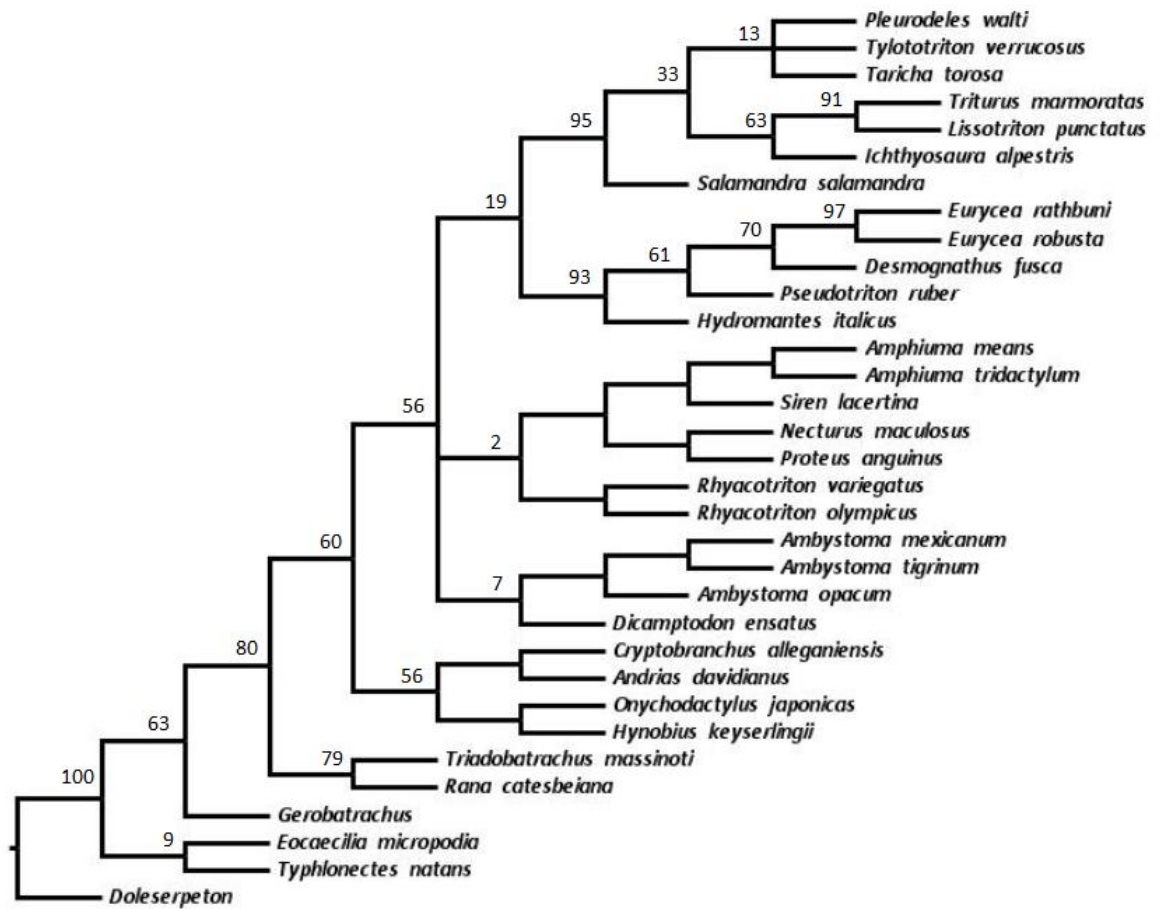 Pleurodeles walti
13
Tylototriton verrucosus
33
Taricha torosa
91
Triturus marmoratas
95
63
Lissotriton punctatus
Ichthyosaura alpestris
Salamandra salamandra
19
97
Eurycea rathbuni
70
Eurycea robusta
61
Desmognathus fusca
93
Pseudotriton ruber
Hydromantes italicus
Amphiuma means
Amphiuma tridactylum
56
Siren lacertina
2
Necturus maculosus
Proteus anguinus
Rhyacotriton variegatus
Rhyacotriton olympicus
60
Ambystoma mexicanum
Ambystoma tigrinum
7
Ambystoma opacum
Dicamptodon ensatus
80
Cryptobranchus alleganiensis
56
Andrias davidianus
Onychodactylus japonicas
63
Hynobius keyserlingii
79
Triadobatrachus massinoti
100
Rana catesbeiana
Gerobatrachus
9
Eocaecilia micropodia
Typhlonectes natans
Doleserpeton